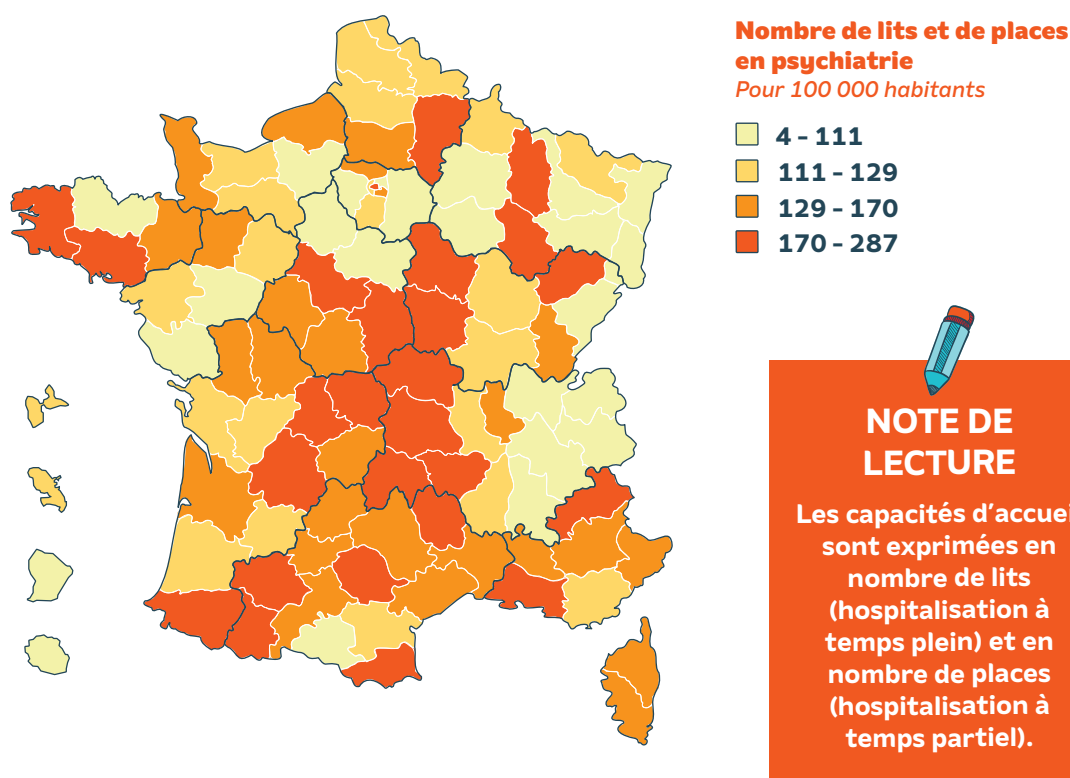 Nombre de lits et de places
en psychiatrie
Pour 100 000 habitants
4 - 111
111 - 129
129 - 170
170 - 287
NOTE DE
LECTURE
Les capacités d'accuei
sont exprimées en
nombre de lits
(hospitalisation à
temps plein) et en
nombre de places
(hospitalisation à
temps partiel).